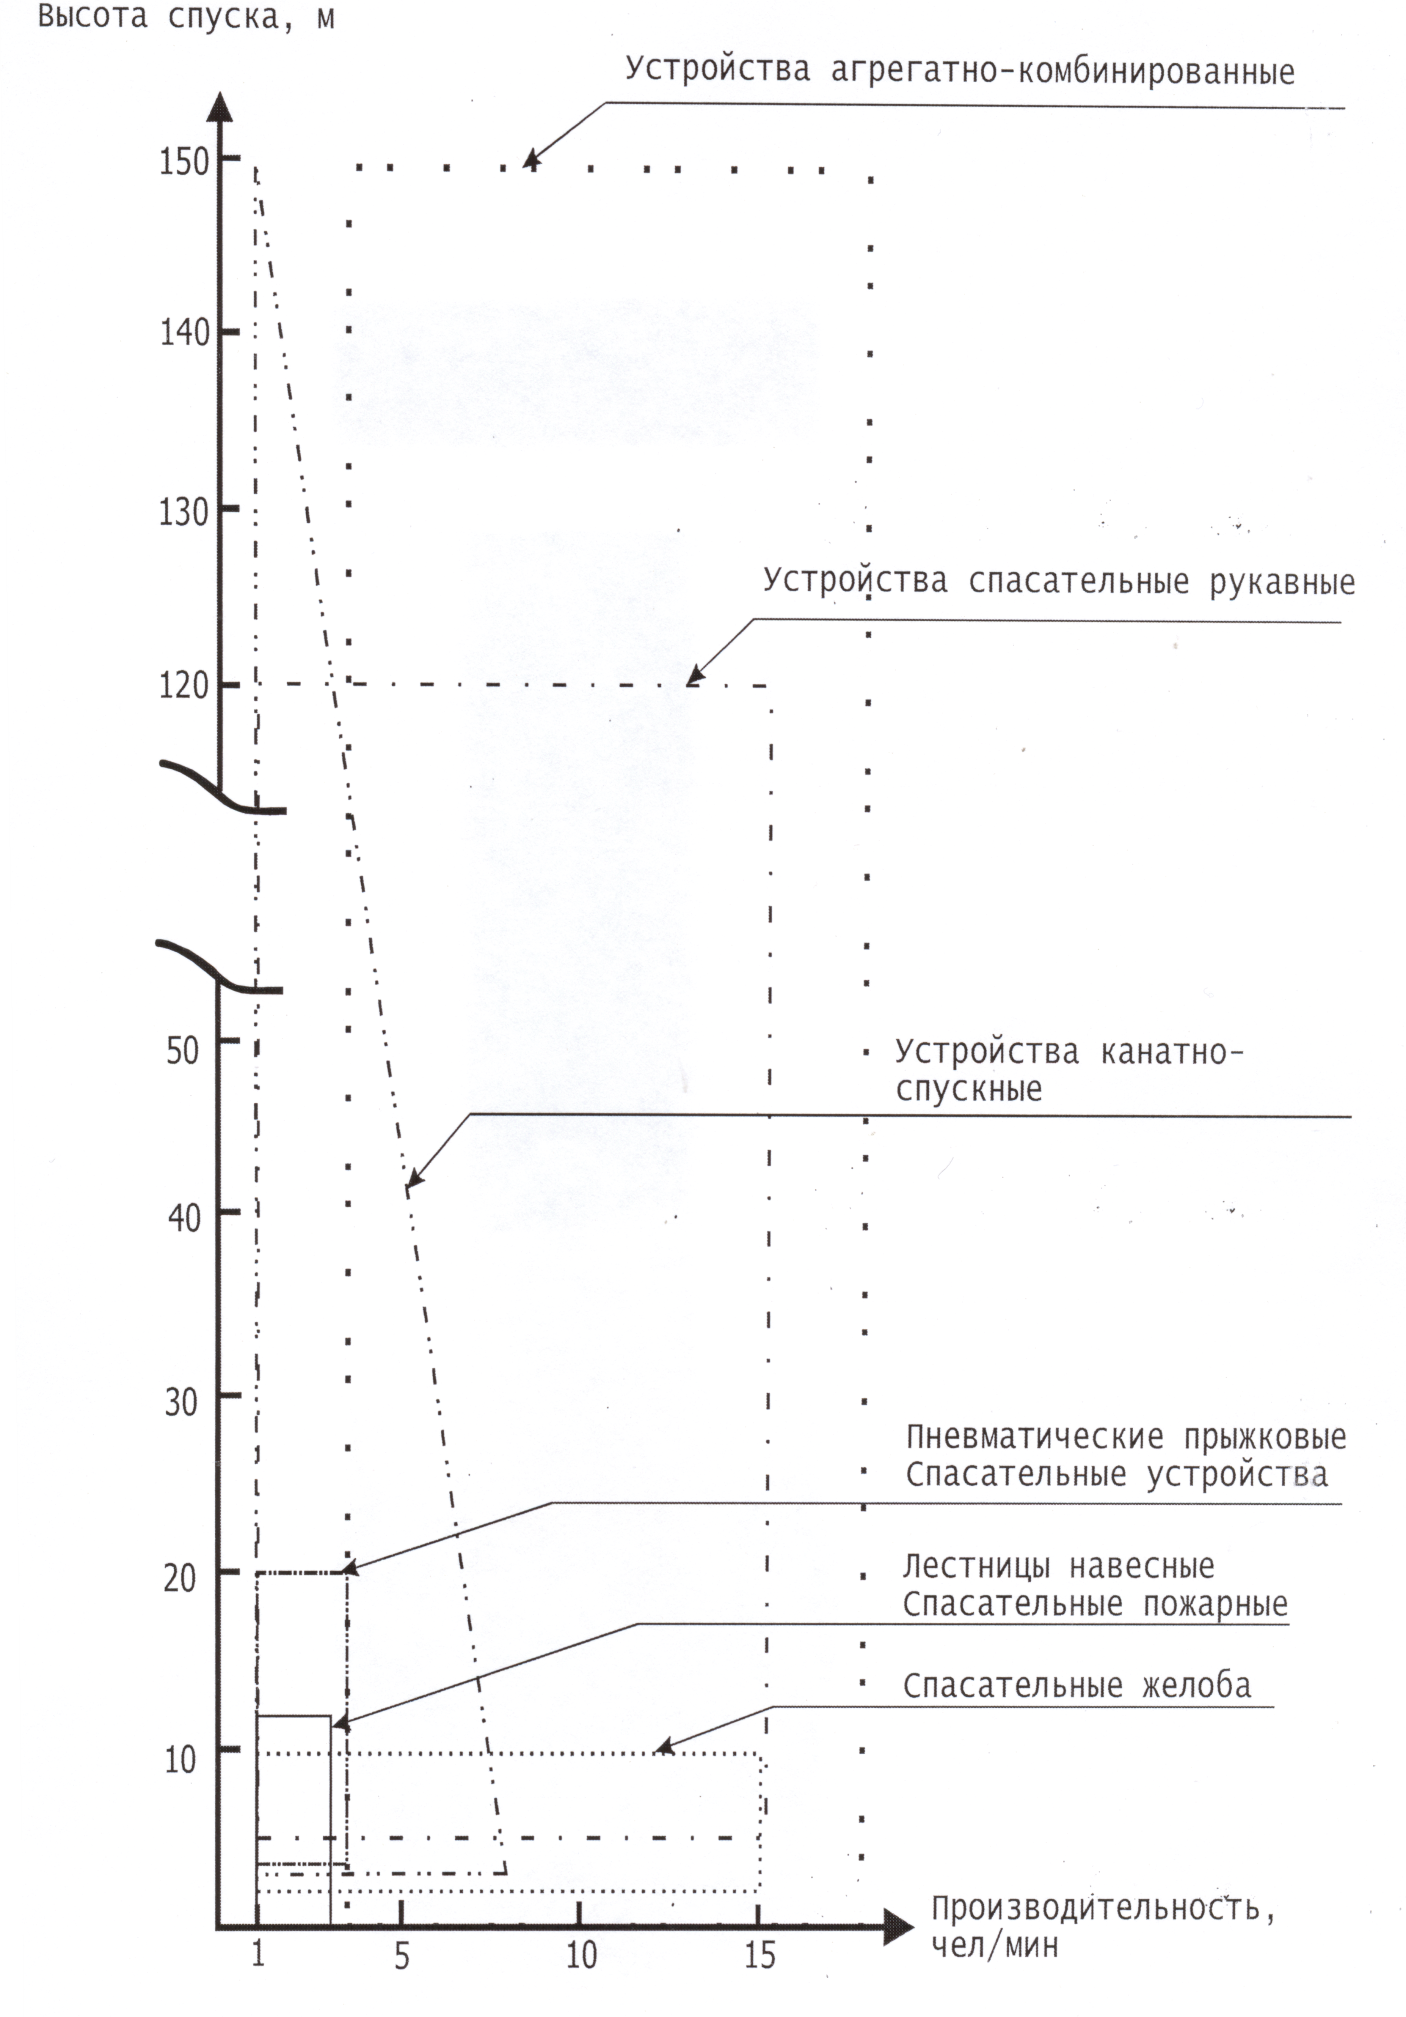 Высота спуска, м
Устройства агрегатно-комбинированные
150
140
130
Устройства спасательные рукавные
120
50
Устройства канатно-
спускные
40
30
Пневматические прыжковые
Спасательные устройства
20
Лестницы навесные
Спасательные пожарные
Спасательные желоба
10
Производительность,
чел/мин
1 5 10 15